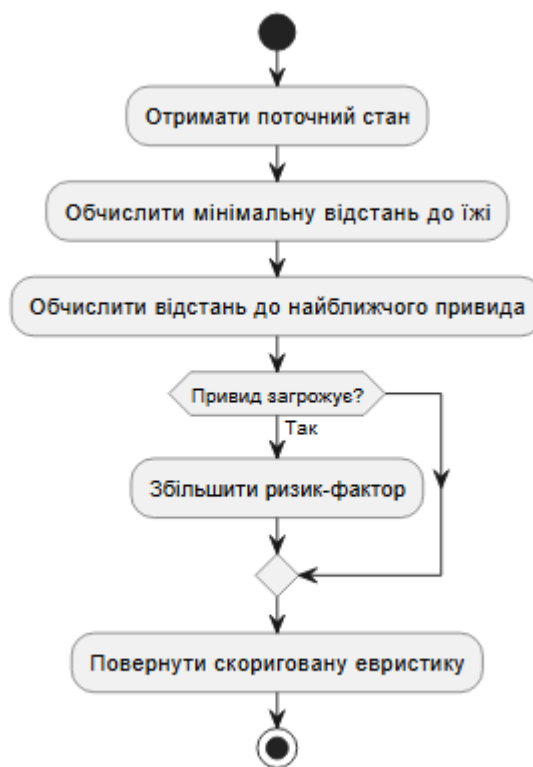 Отримати поточний стан
Обчислити мінімальну відстань до їжі
Обчислити відстань до найближчого привида
Привид загрожує?
Так
Збільшити ризик-фактор
Повернути скориговану евристику